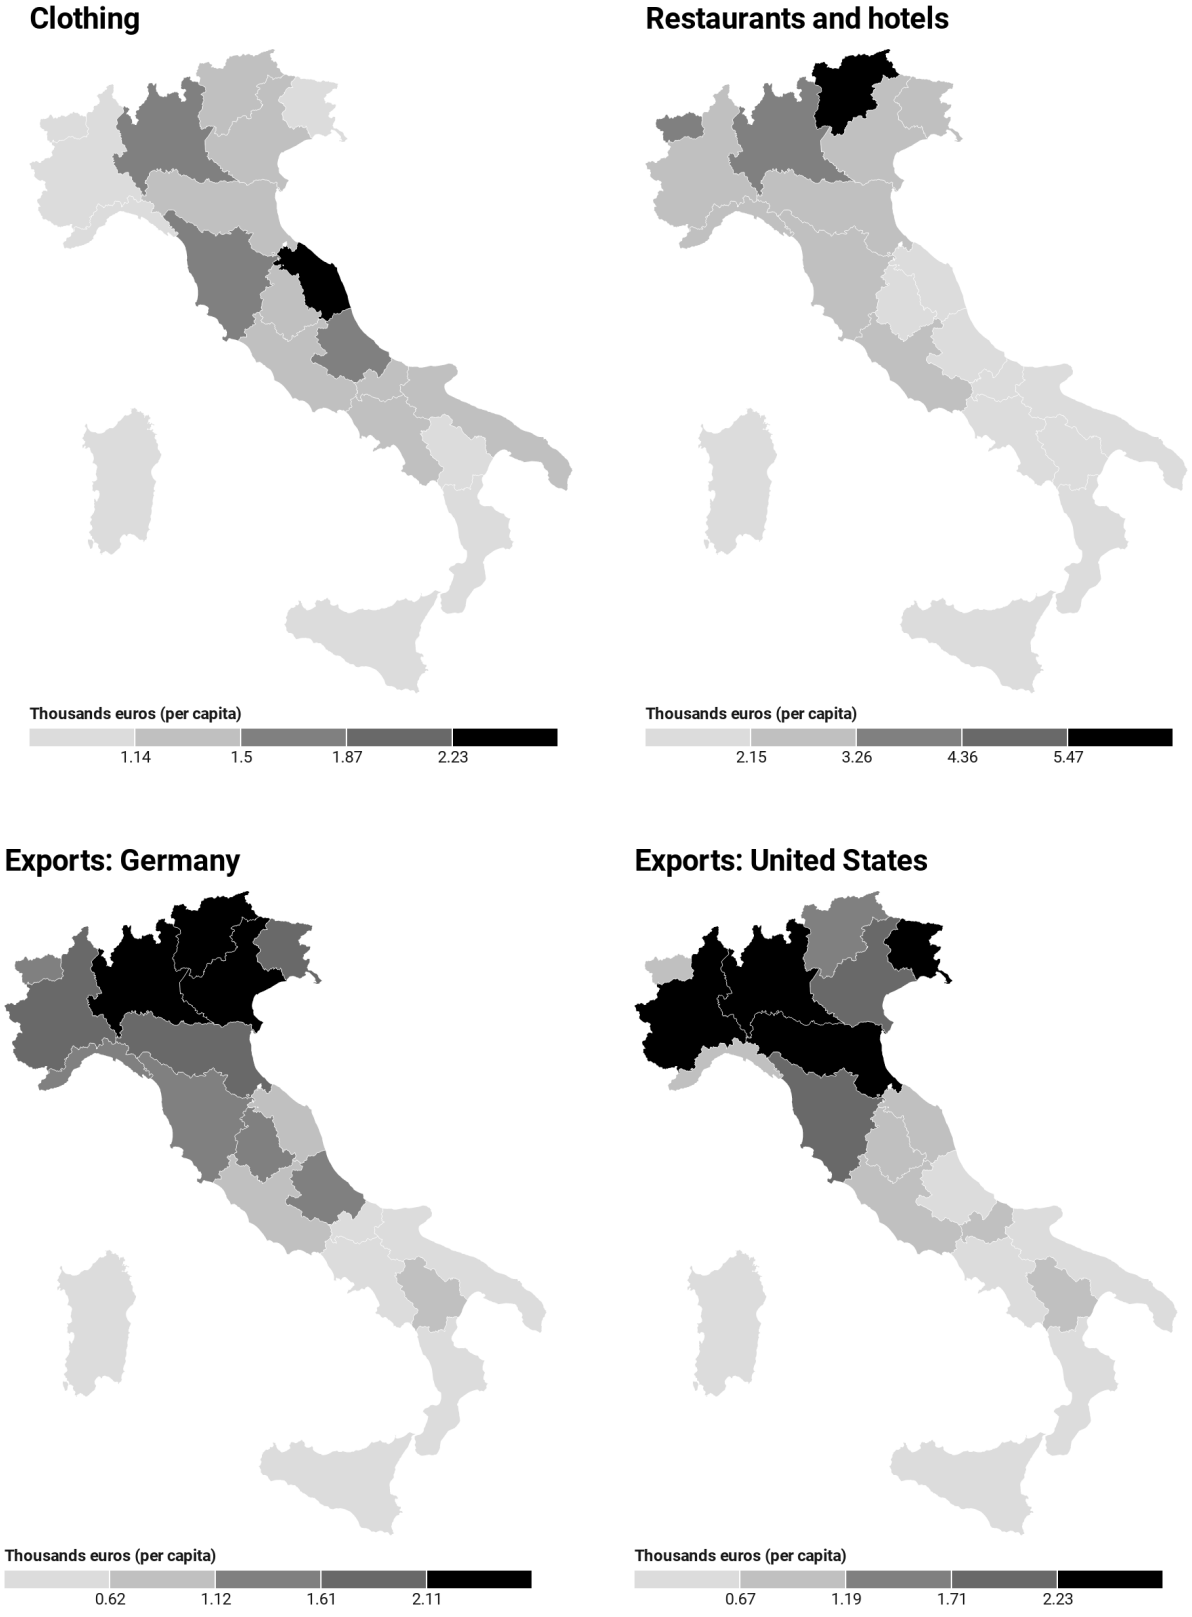 Clothing
Restaurants and hotels
Thousands euros (per capita)
1.14 1.5 1.87 2.23
Thousands euros (per capita)
2.15 3.26 4.36 5.47
Exports: Germany
Exports: United States
Thousands euros (per capita)
0.62 1.12 1.61 2.11
Thousands euros (per capita)
0.67 1.19 1.71 2.23